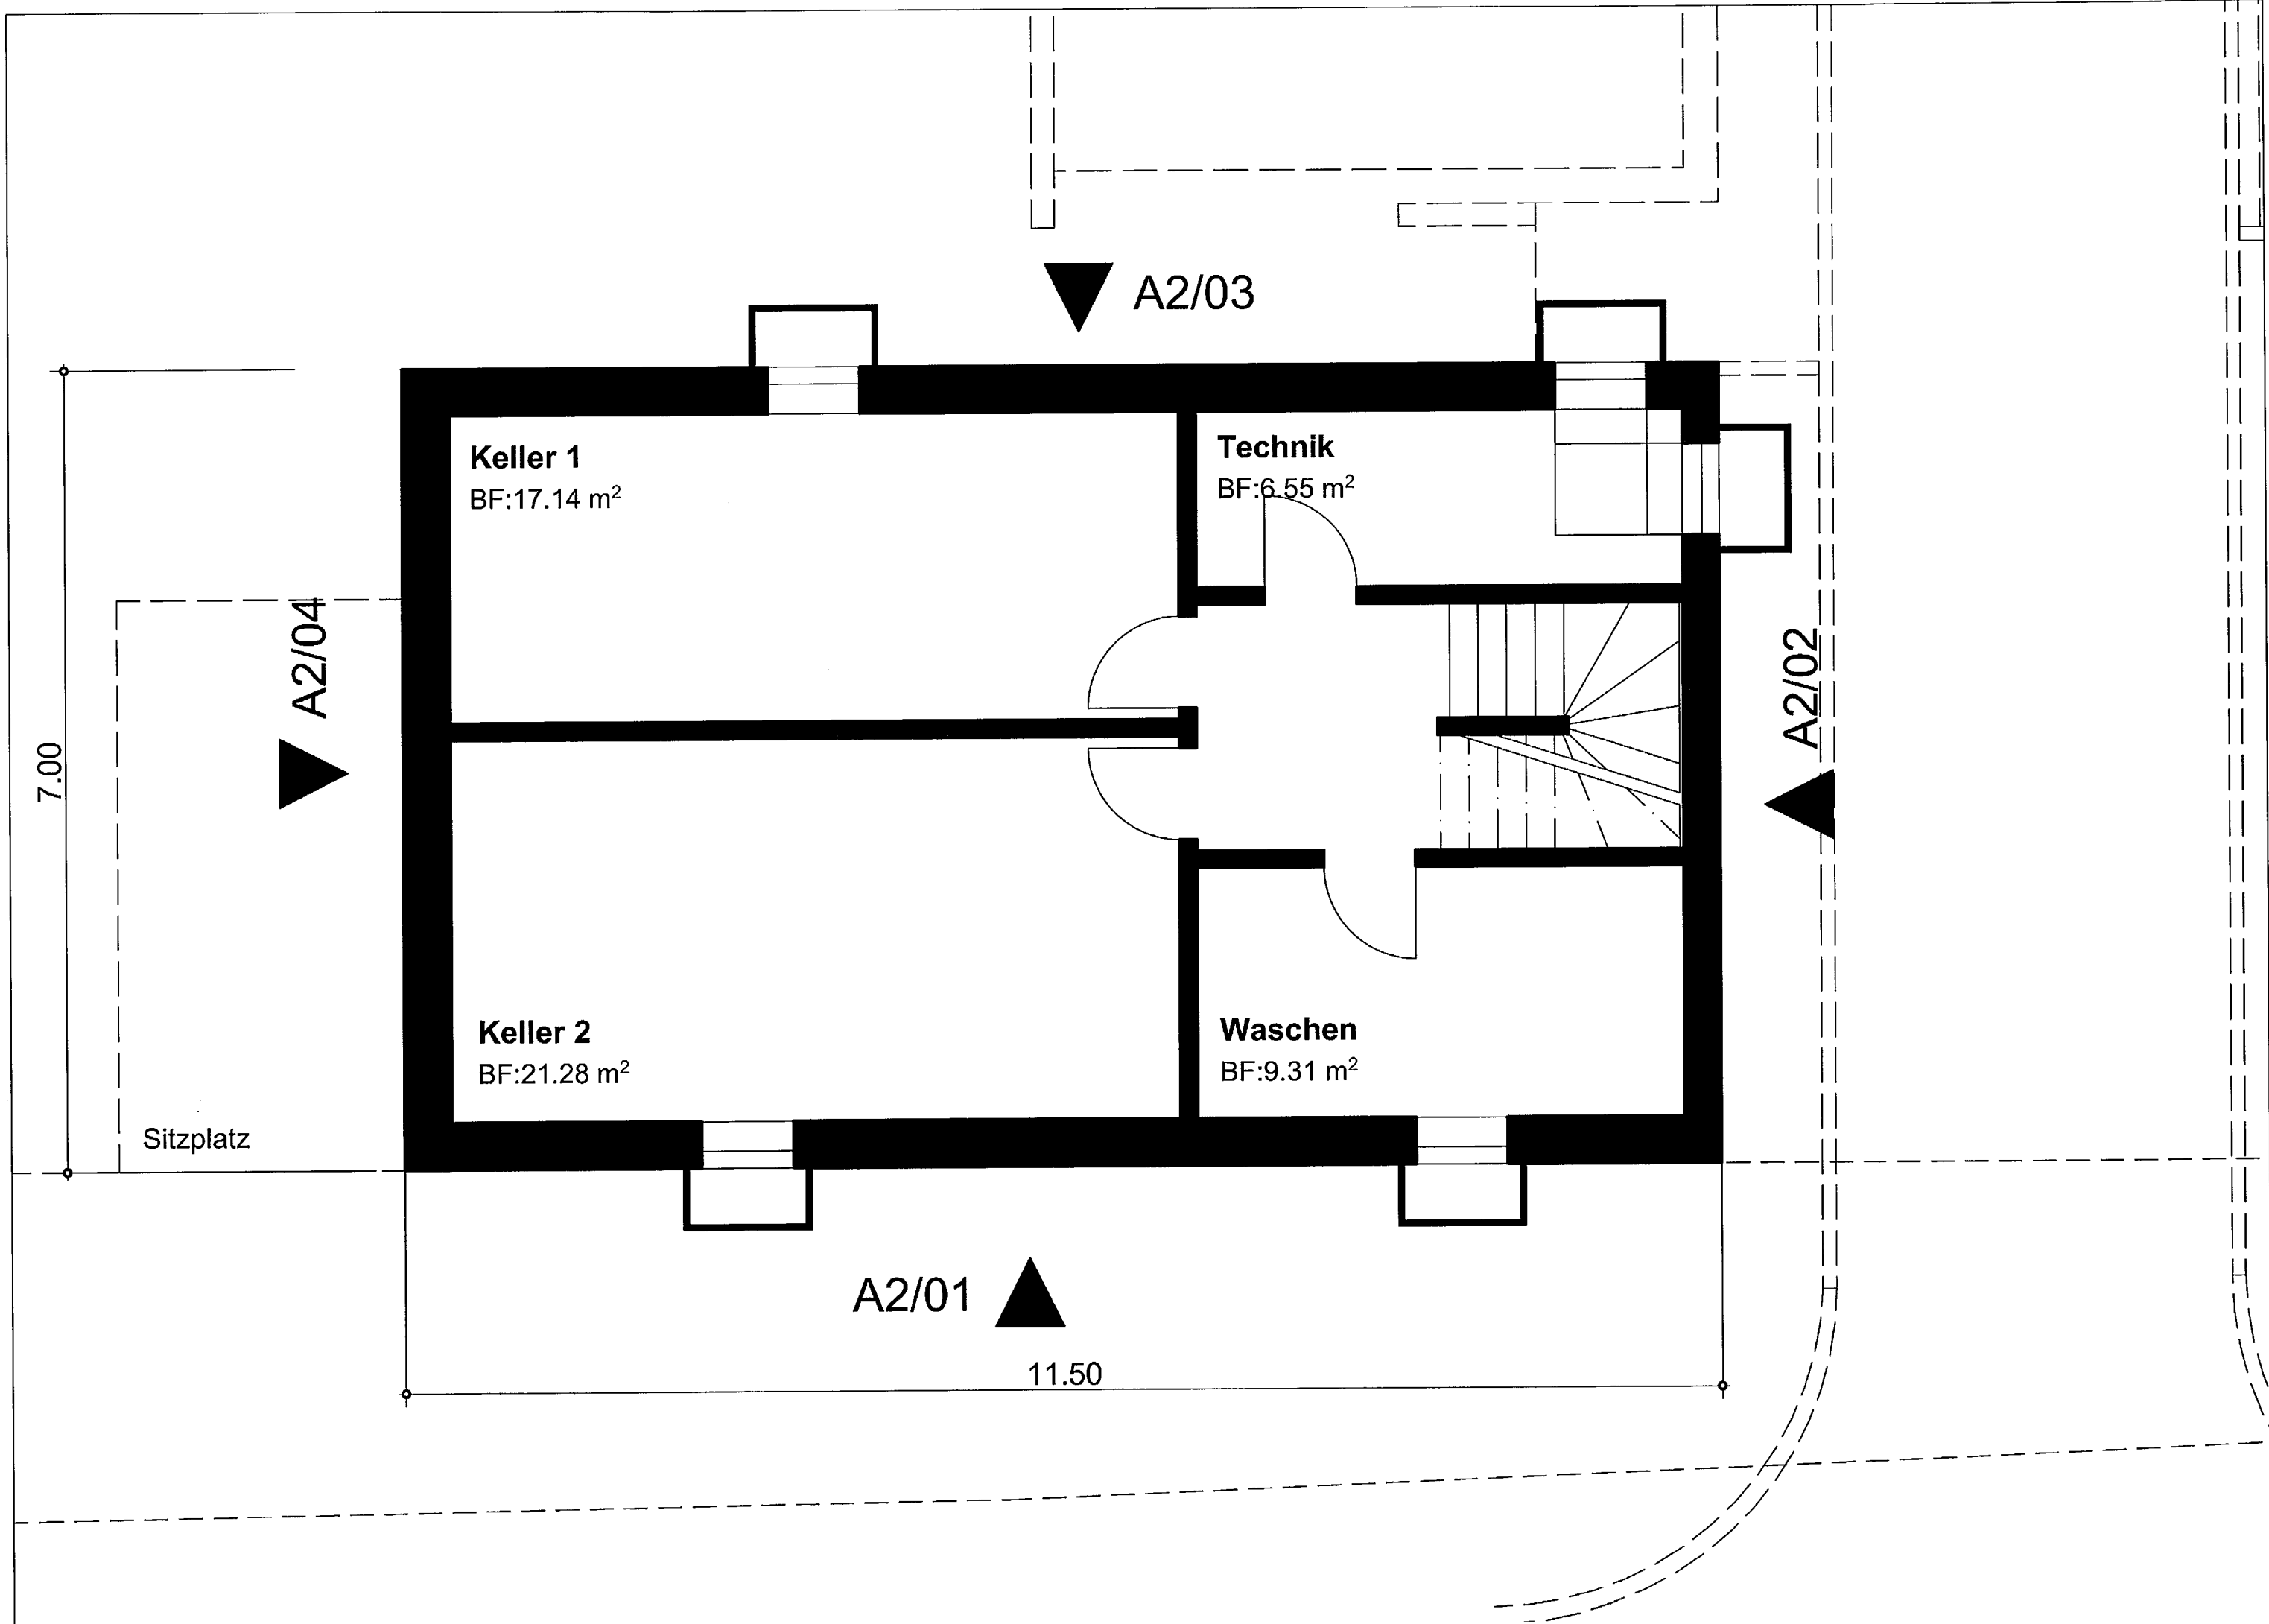 A2/03
Keller 1
BF:17.14 m²
Technik
BF:6.55 m²
A2/04
A2/02
7.00
Keller 2
BF:21.28 m²
Waschen
BF:9.31 m²
Sitzplatz
A2/01
11.50